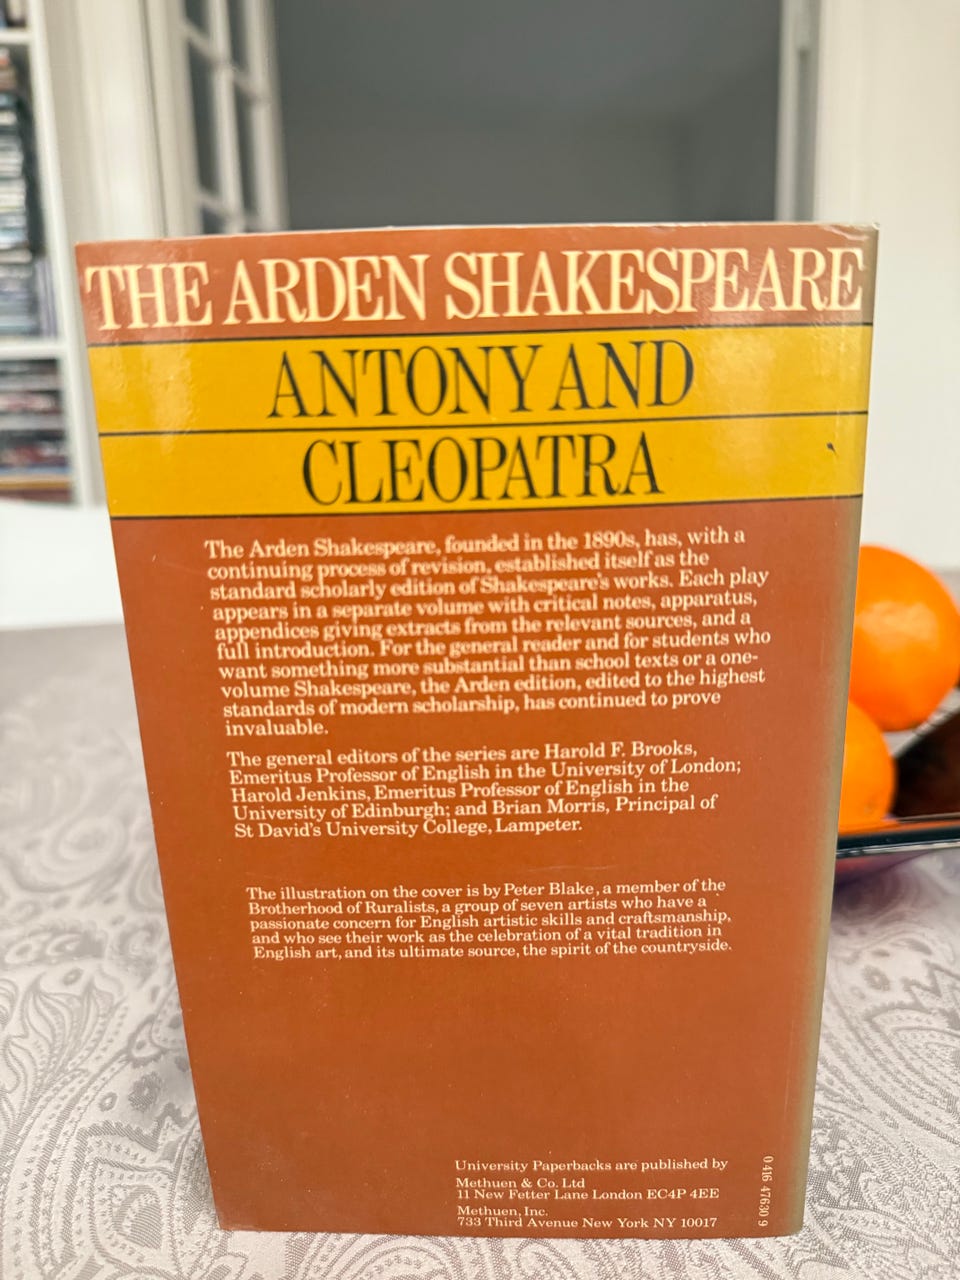 THE ARDEN SHAKESPEARE
ANTONY AND
CLEOPATRA
The Arden Shakespeare, founded in the 1890s, has, with a
continuing process of revision, established itself as the
standard scholarly edition of Shakespeare's works. Each play
appears in a separate volume with critical notes, apparatus,
appendices giving extracts from the relevant sources, and a
full introduction. For the general reader and for students who
want something more substantial than school texts or a one-
volume Shakespeare, the Arden edition, edited to the highest
standards of modern scholarship, has continued to prove
invaluable.
The general editors of the series are Harold F. Brooks,
Emeritus Professor of English in the University of London;
Harold Jenkins, Emeritus Professor of English in the
University of Edinburgh; and Brian Morris, Principal of
St David's University College, Lampeter.
The illustration on the cover is by Peter Blake, a member of the
Brotherhood of Ruralists, a group of seven artists who have a
passionate concern for English artistic skills and craftsmanship,
and who see their work as the celebration of a vital tradition in
English art, and its ultimate source, the spirit of the countryside.
University Paperbacks are published by
Methuen & Co. Ltd
11 New Fetter Lane London EC4P 4EE
Methuen, Inc.
733 Third Avenue New York NY 10017
0 416 47630 9